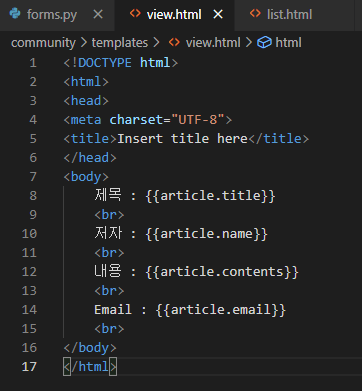 forms.py view.html × list.html
community > templates > view.html > html
1 <!DOCTYPE html>
2 <html>
3 <head>
4 <meta charset="UTF-8">
5 <title>Insert title here</title>
6 </head>
7 <body>
8 제목 : {{article.title}}
9 <br>
10 저자 : {{article.name}}
11 <br>
12 내용 : {{article.contents}}
13 <br>
14 Email : {{article.email}}
15 <br>
16 </body>
17 </html>